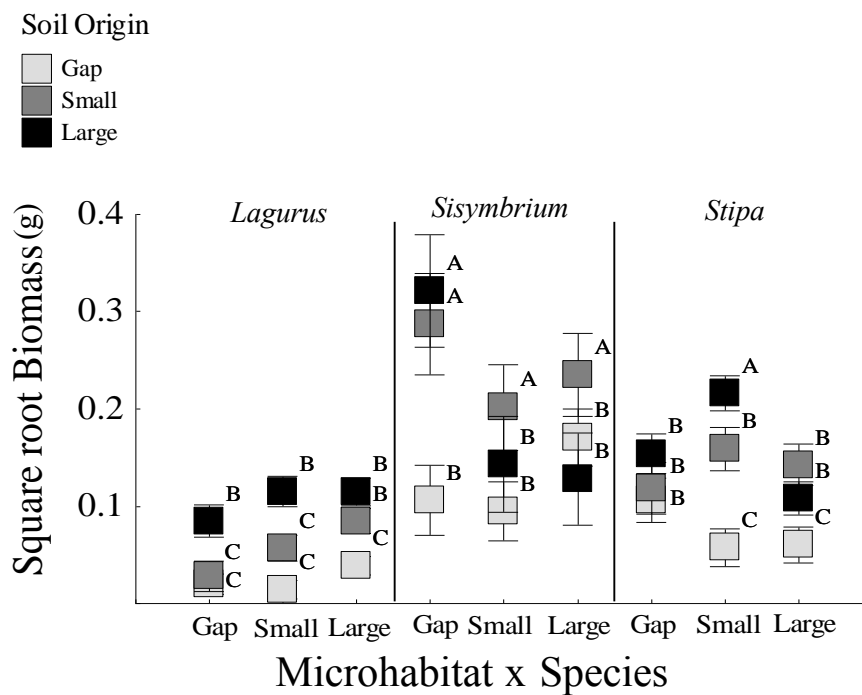 Soil Origin
Gap
Small
Large
Square root Biomass (g)
0.4
0.3
0.2
0.1
Lagurus
Sisymbrium
Stipa
B
C
C
B
C
C
B
B
C
A
A
B
A
B
B
A
B
B
B
B
B
A
B
C
B
B
C
Gap Small Large Gap Small Large Gap Small Large
Microhabitat x Species